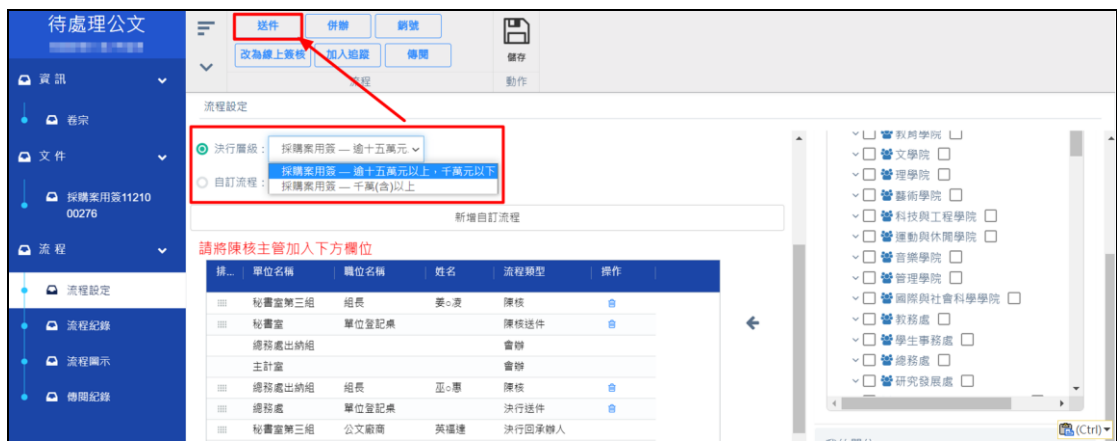 待處理公文
資訊
卷宗
文件
採購案用簽11210
00276
流程
流程設定
流程紀錄
流程圖示
傳閱紀錄
送件 併辦 銷號
改為線上簽核 加入追蹤 傳閱
流程
儲存
動作
流程設定
決行層級： 採購案用簽 — 逾十五萬元
採購案用簽 — 逾十五萬元以上，千萬元以下
自訂流程：
採購案用簽 — 千萬(含)以上
新增自訂流程
請將陳核主管加入下方欄位
排... 單位名稱 職位名稱 姓名 流程類型 操作
秘書室第三組 組長 姜○凌 陳核
秘書室 單位登記桌 陳核送件
總務處出納組 會辦
主計室 會辦
總務處出納組 組長 巫○惠 陳核
總務處 單位登記桌 決行送件
秘書室第三組 公文廠商 英福達 決行回承辦人
教育學院
文學院
理學院
藝術學院
科技與工程學院
運動與休閒學院
音樂學院
管理學院
國際與社會科學學院
教務處
學生事務處
總務處
研究發展處
(Ctrl)